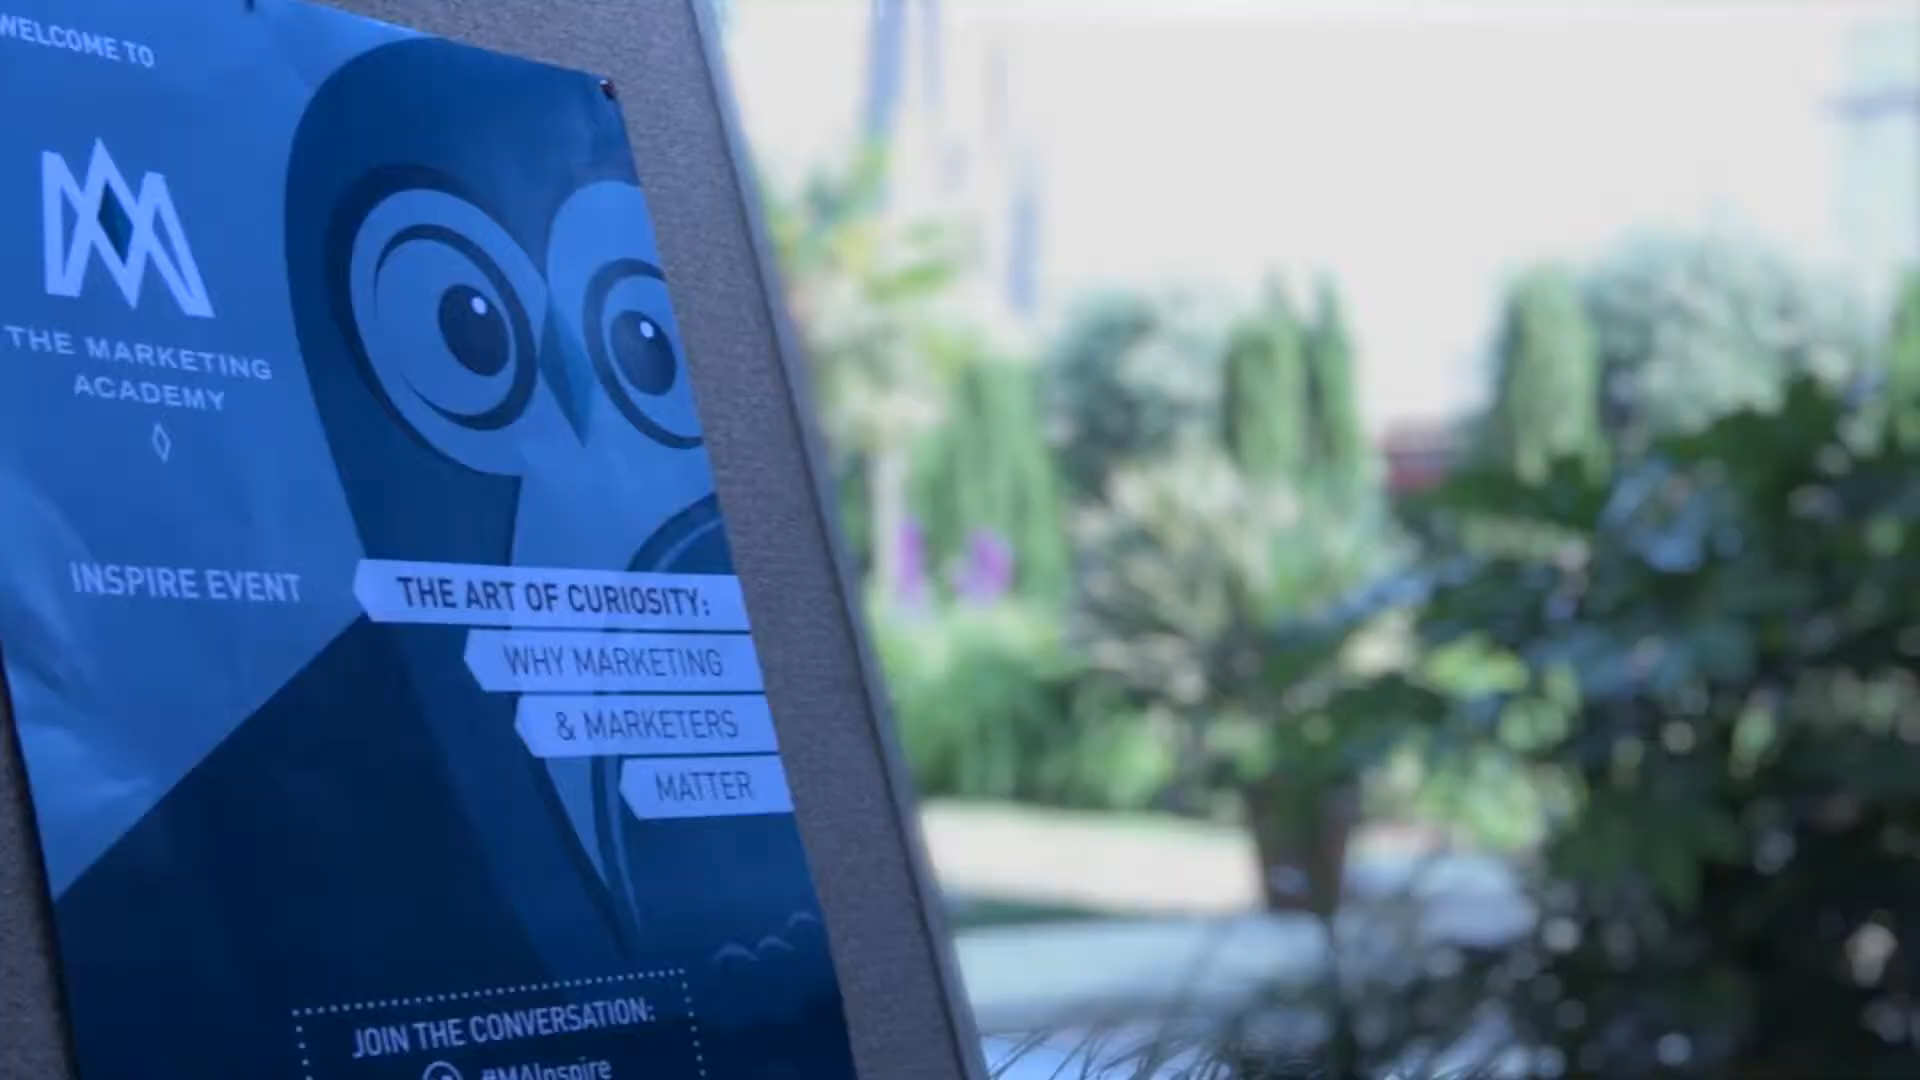 WELCOME TO
THE MARKETING
ACADEMY
INSPIRE EVENT
THE ART OF CURIOSITY:
WHY MARKETING
& MARKETERS
MATTER
JOIN THE CONVERSATION:
#MAInspire